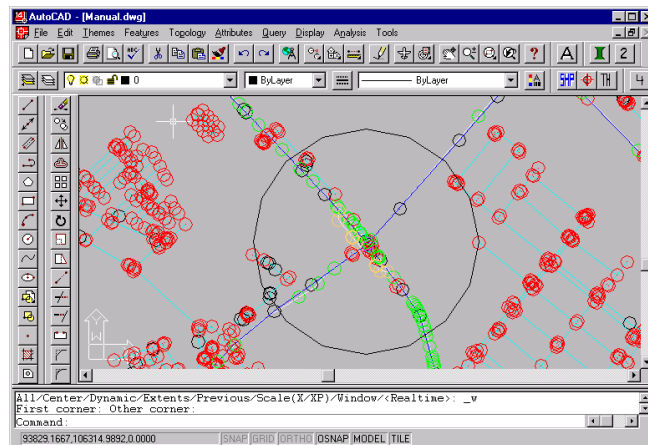 AutoCAD - [Manual.dwg]
File Edit Themes Features Topology Attributes Query Display Analysis Tools
ABC ? A I 2
0 ByLayer ByLayer SHP TH 4
W
All/Center/Dynamic/Extents/Previous/Scale(X/XP)/Window/<Realtime>: _w
First corner: Other corner:
Command:
93829.1667,106314.9892,0.0000 SNAP GRID ORTHO OSNAP MODEL TILE